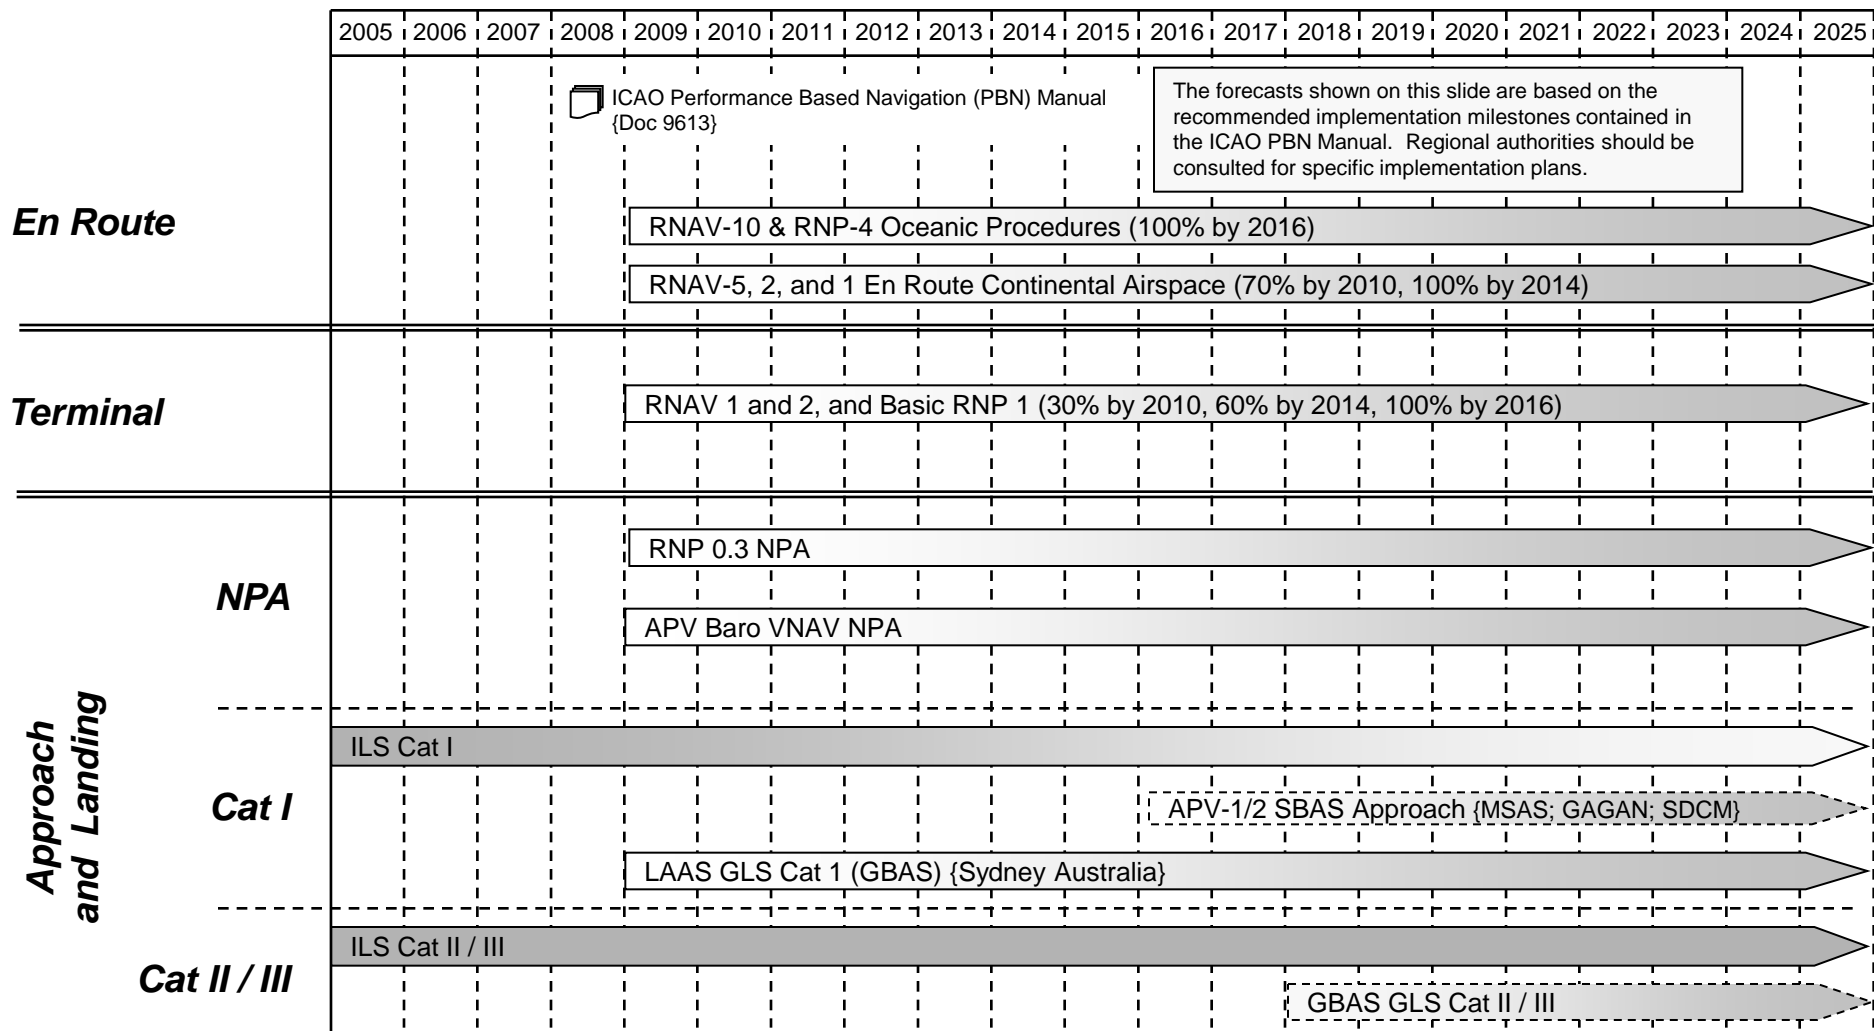 2005 2006 2007 2008 2009 2010 2011 2012 2013 2014 2015 2016 2017 2018 2019 2020 2021 2022 2023 2024 2025
ICAO Performance Based Navigation (PBN) Manual
{Doc 9613}
The forecasts shown on this slide are based on the
recommended implementation milestones contained in
the ICAO PBN Manual. Regional authorities should be
consulted for specific implementation plans.
En Route
RNAV-10 & RNP-4 Oceanic Procedures (100% by 2016)
RNAV-5, 2, and 1 En Route Continental Airspace (70% by 2010, 100% by 2014)
Terminal
RNAV 1 and 2, and Basic RNP 1 (30% by 2010, 60% by 2014, 100% by 2016)
Approach
and Landing
NPA
RNP 0.3 NPA
APV Baro VNAV NPA
Cat I
ILS Cat I
APV-1/2 SBAS Approach {MSAS; GAGAN; SDCM}
LAAS GLS Cat 1 (GBAS) {Sydney Australia}
Cat II / III
ILS Cat II / III
GBAS GLS Cat II / III